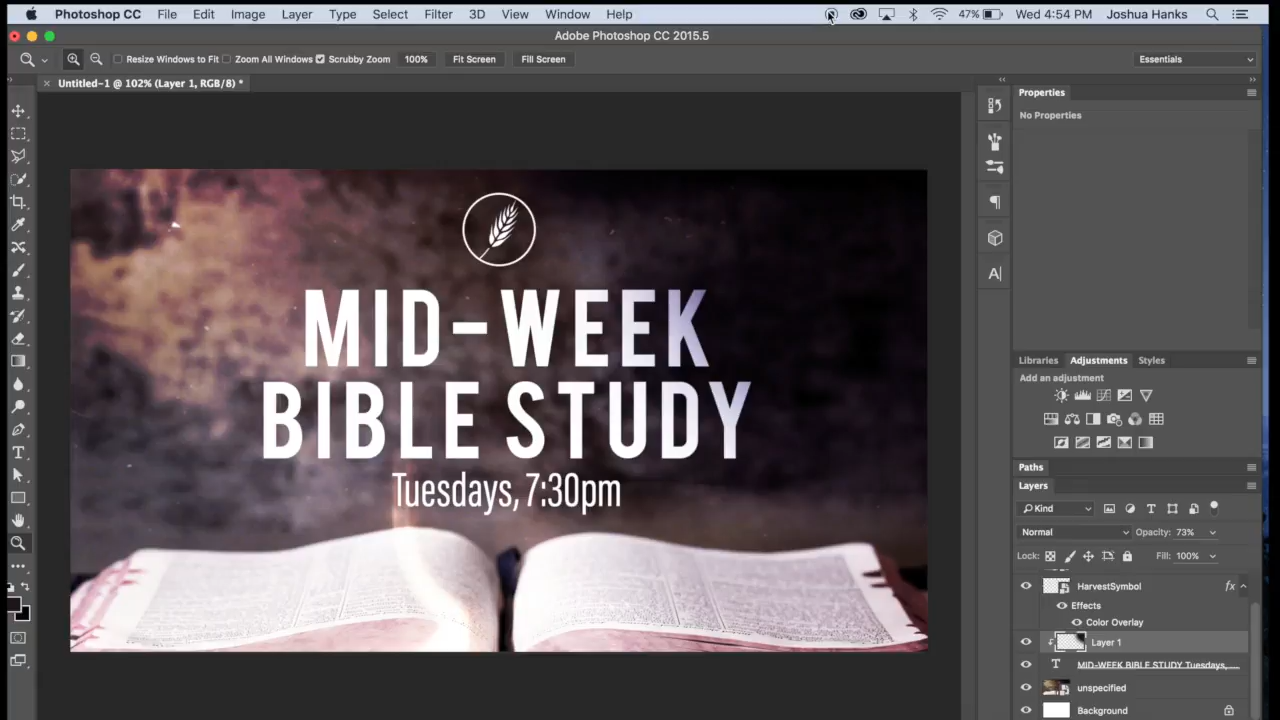 Photoshop CC File Edit Image Layer Type Select Filter 3D View Window Help 47% Wed 4:54 PM Joshua Hanks
Adobe Photoshop CC 2015.5
Resize Windows to Fit Zoom All Windows Scrubby Zoom 100% Fit Screen Fill Screen Essentials
Untitled-1 @ 102% (Layer 1, RGB/8) *
Properties
No Properties
MID-WEEK
BIBLE STUDY
Tuesdays, 7:30pm
Libraries Adjustments Styles
Add an adjustment
Paths
Layers
Kind
Normal Opacity: 73%
Lock: Fill: 100%
HarvestSymbol fx
Effects
Color Overlay
Layer 1
MID-WEEK BIBLE STUDY Tuesdays, ...
unspecified
Background